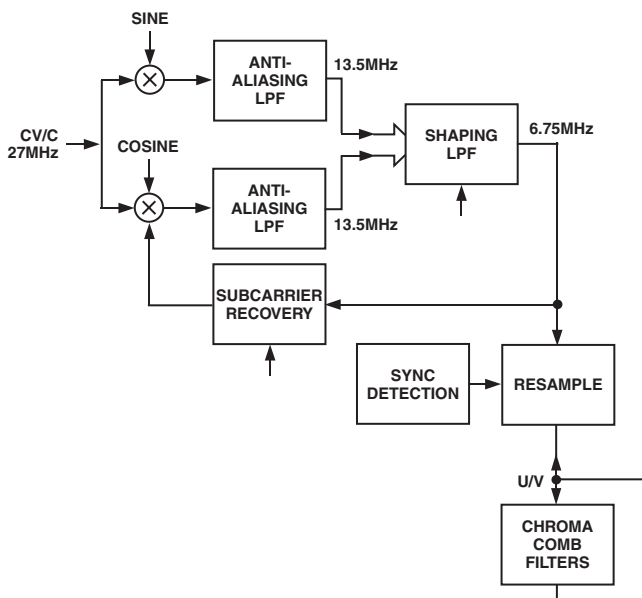 SINE
ANTI-
ALIASING
LPF
13.5MHz
CV/C
27MHz
COSINE
SHAPING
LPF
6.75MHz
ANTI-
ALIASING
LPF
13.5MHz
SUBCARRIER
RECOVERY
SYNC
DETECTION
RESAMPLE
U/V
CHROMA
COMB
FILTERS